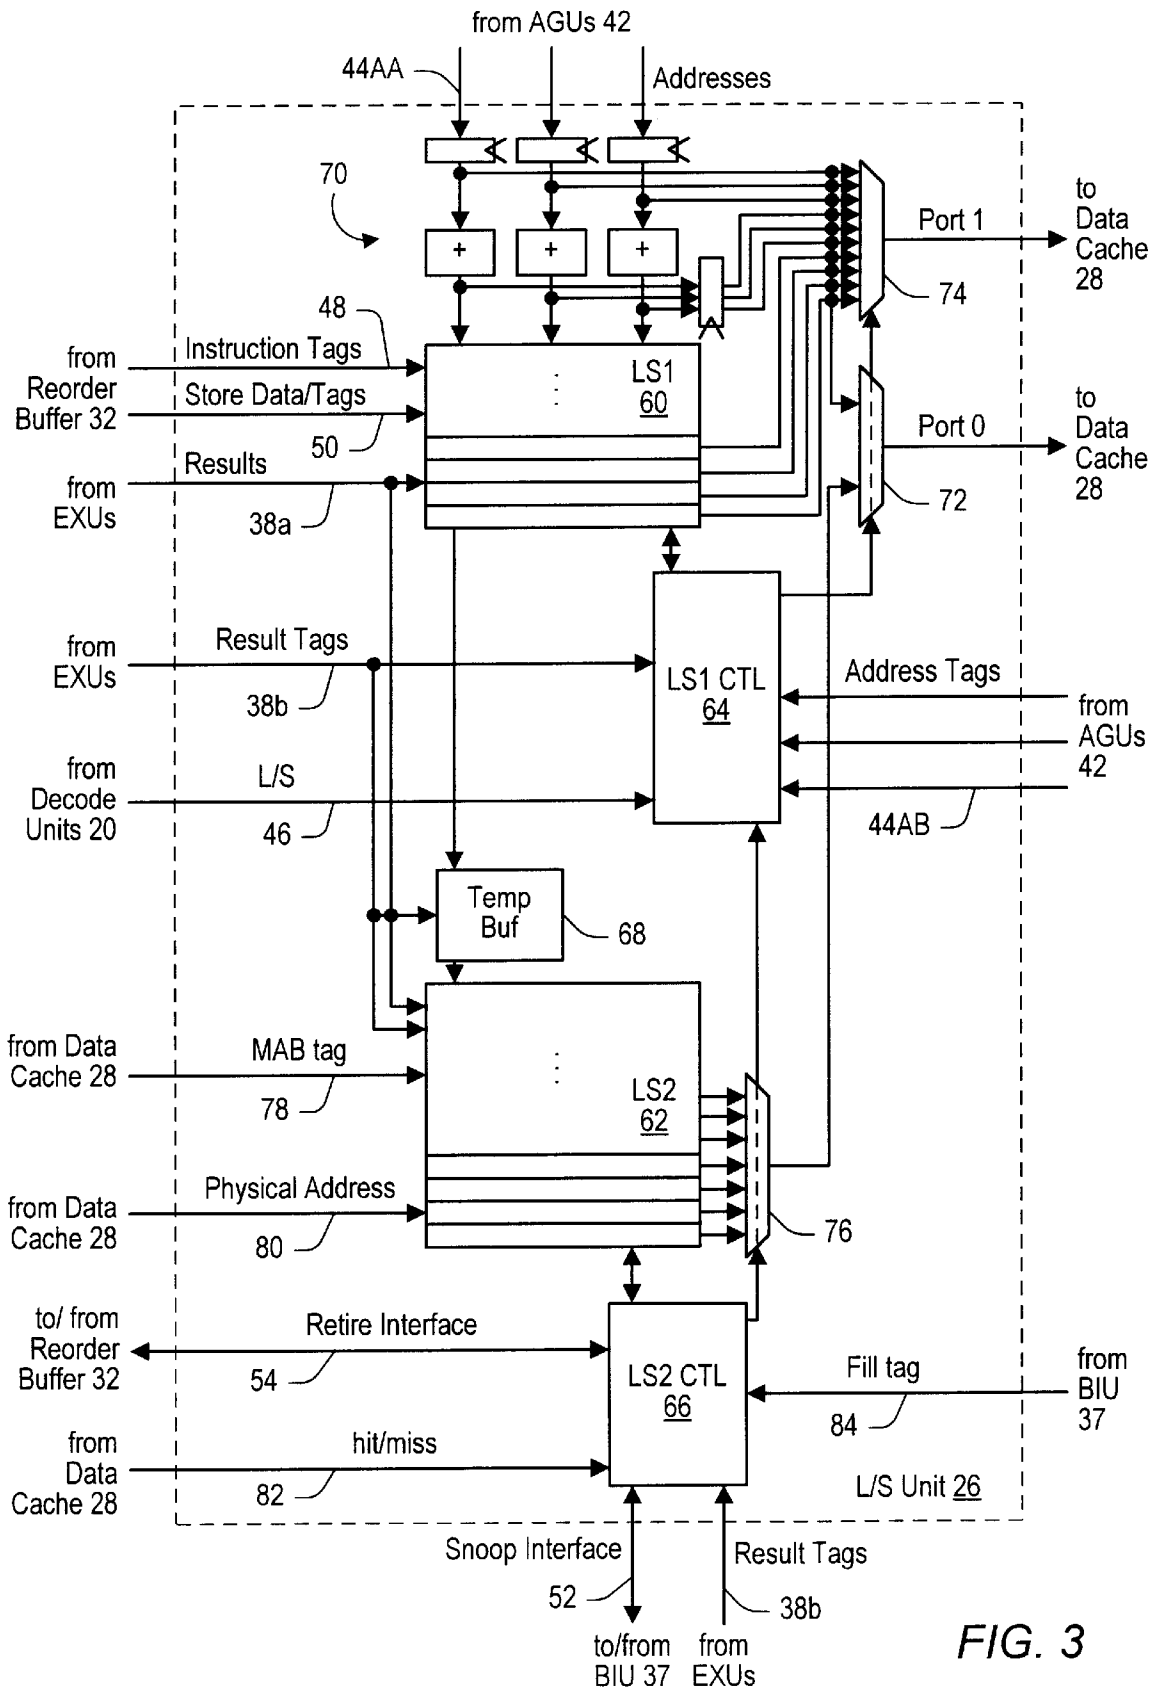 from AGUs 42
44AA
Addresses
70
+
+
+
to
Data
Cache
28
Port 1
74
48
from
Reorder
Buffer 32
Instruction Tags
Store Data/Tags
50
LS1
60
to
Data
Cache
28
Port 0
72
Results
from
EXUs
38a
Result Tags
from
EXUs
38b
LS1 CTL
64
Address Tags
from
AGUs
42
44AB
from
Decode
Units 20
L/S
46
Temp
Buf
68
from Data
Cache 28
MAB tag
78
LS2
62
from Data
Cache 28
Physical Address
80
76
to/ from
Reorder
Buffer 32
Retire Interface
54
LS2 CTL
66
Fill tag
84
from
BIU
37
from
Data
Cache 28
hit/miss
82
L/S Unit 26
Snoop Interface
52
Result Tags
38b
to/from
BIU 37
from
EXUs
FIG. 3